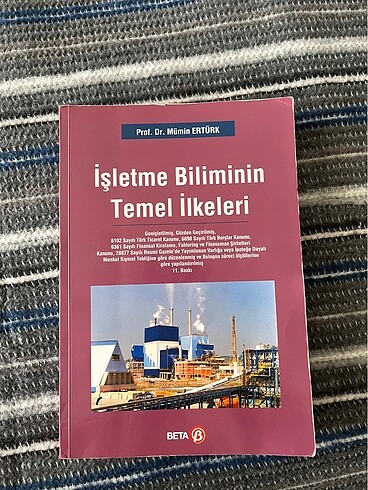 Prof. Dr. Mümin ERTÜRK
İşletme Biliminin
Temel İlkeleri
Genişletilmiş, Gözden Geçirilmiş,
6102 Sayılı Türk Ticaret Kanunu, 6098 Sayılı Türk Borçlar Kanunu,
6361 Sayılı Finansal Kiralama, Faktoring ve Finansman Şirketleri
Kanunu, 28877 Sayılı Resmi Gazete'de Yayımlanan Varlığa veya İpoteğe Dayalı
Menkul Kıymet Tebliğine göre düzenlenmiş ve Bologna süreci ölçütlerine
göre yapılandırılmış
11. Baskı
BETA β